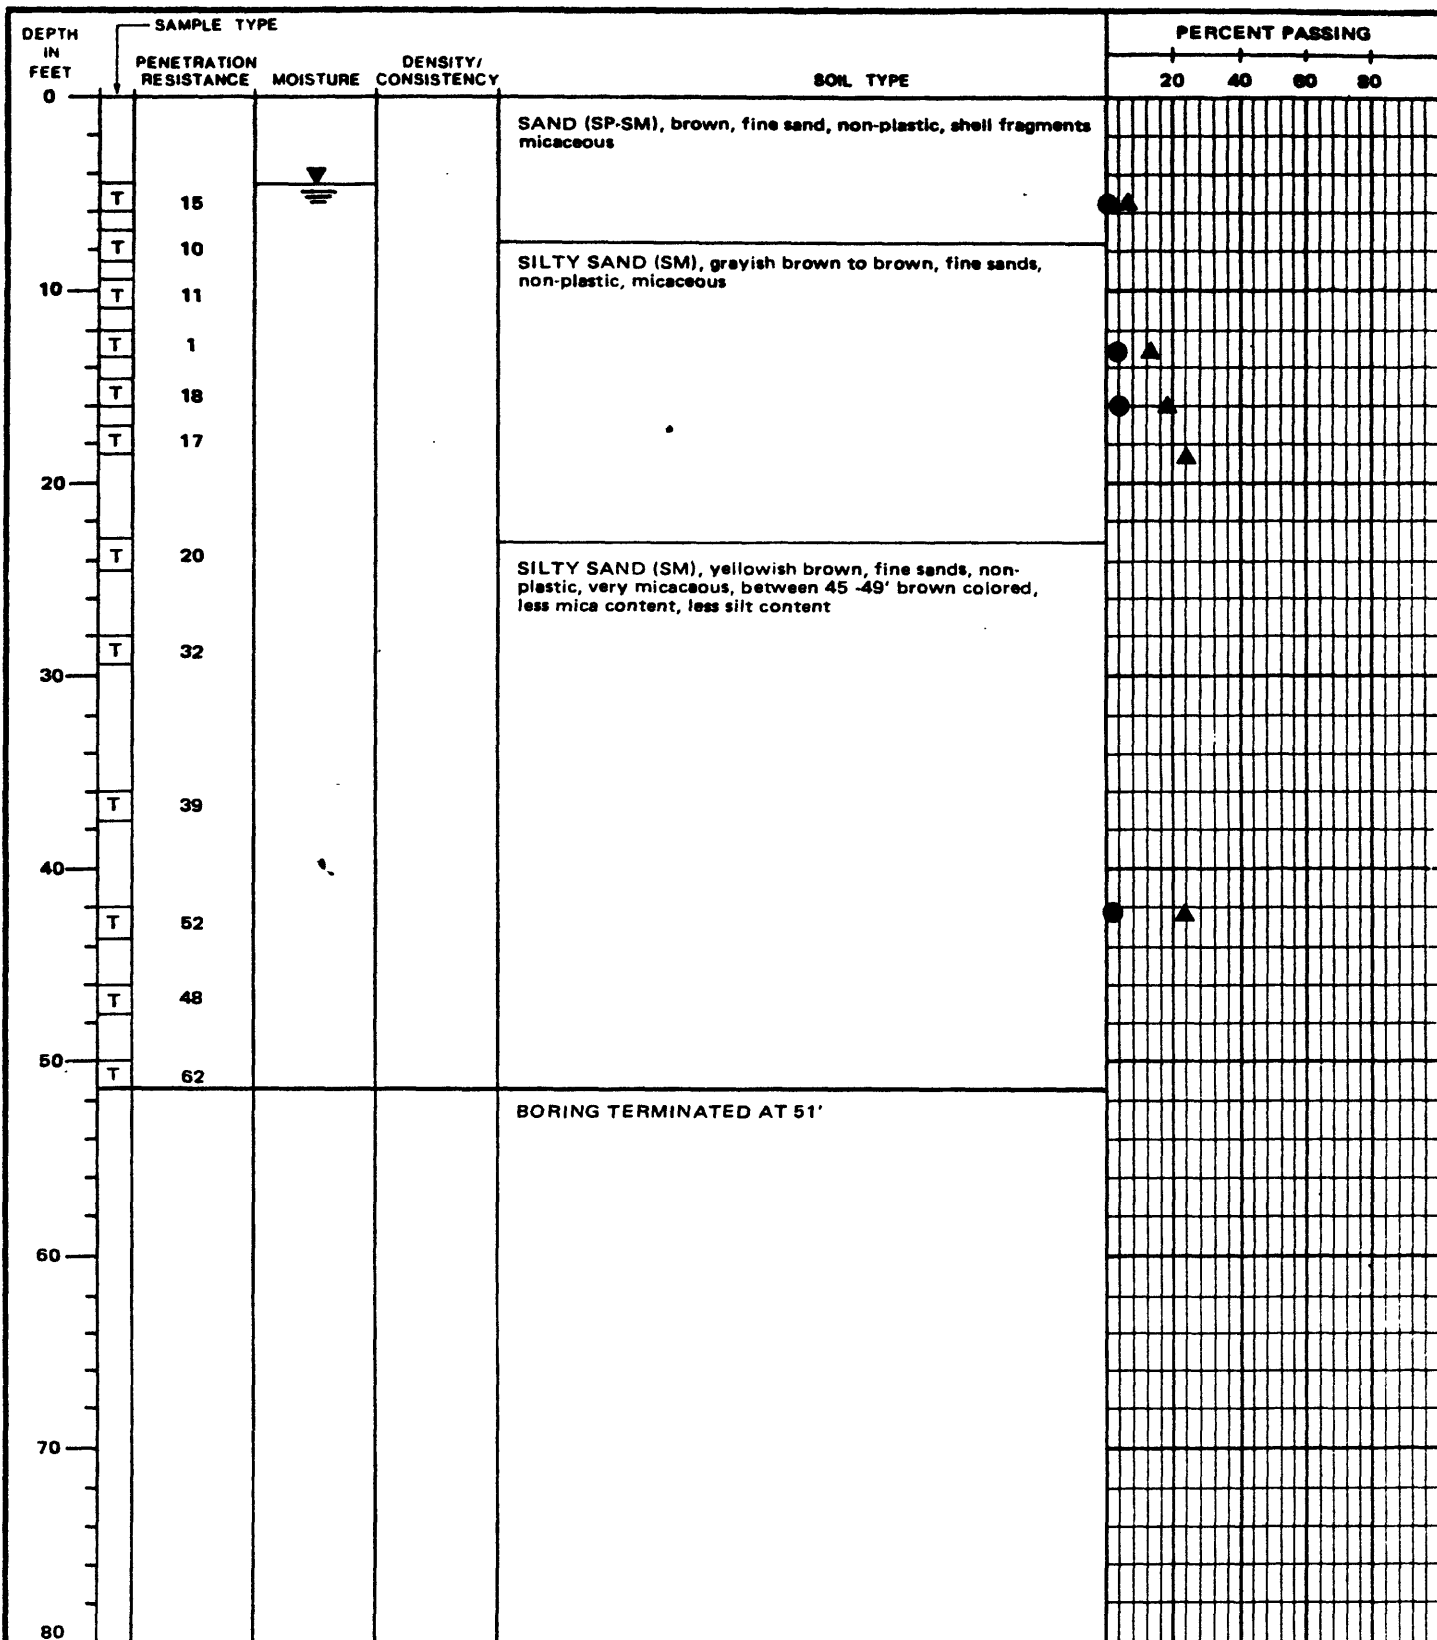 DEPTH
IN
FEET
SAMPLE TYPE
PENETRATION
RESISTANCE
MOISTURE
DENSITY/
CONSISTENCY
SOIL TYPE
PERCENT PASSING
20 40 60 80
0
SAND (SP-SM), brown, fine sand, non-plastic, shell fragments
micaceous
T 15
T 10
SILTY SAND (SM), grayish brown to brown, fine sands,
non-plastic, micaceous
10
T 11
T 1
T 18
T 17
20
T 20
SILTY SAND (SM), yellowish brown, fine sands, non-
plastic, very micaceous, between 45 -49' brown colored,
less mica content, less silt content
T 32
30
T 39
40
T 52
T 48
50
T 62
BORING TERMINATED AT 51'
60
70
80